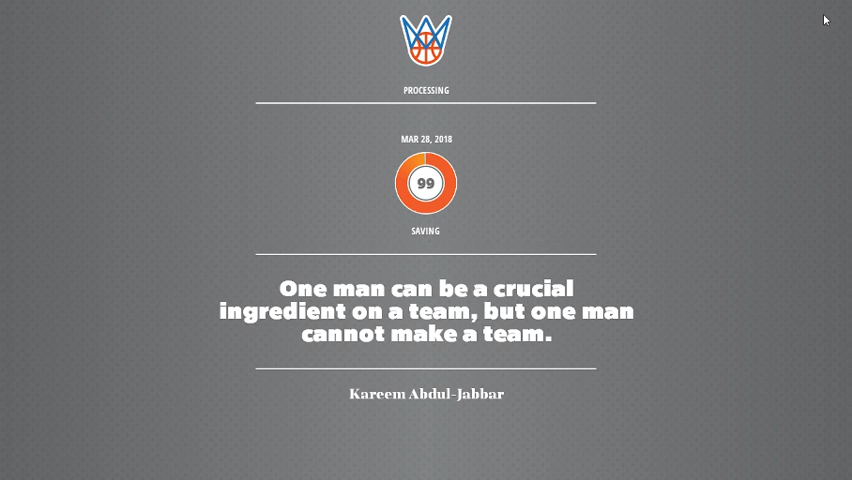 PROCESSING
MAR 28, 2018
99
SAVING
One man can be a crucial
ingredient on a team, but one man
cannot make a team.
Kareem Abdul-Jabbar